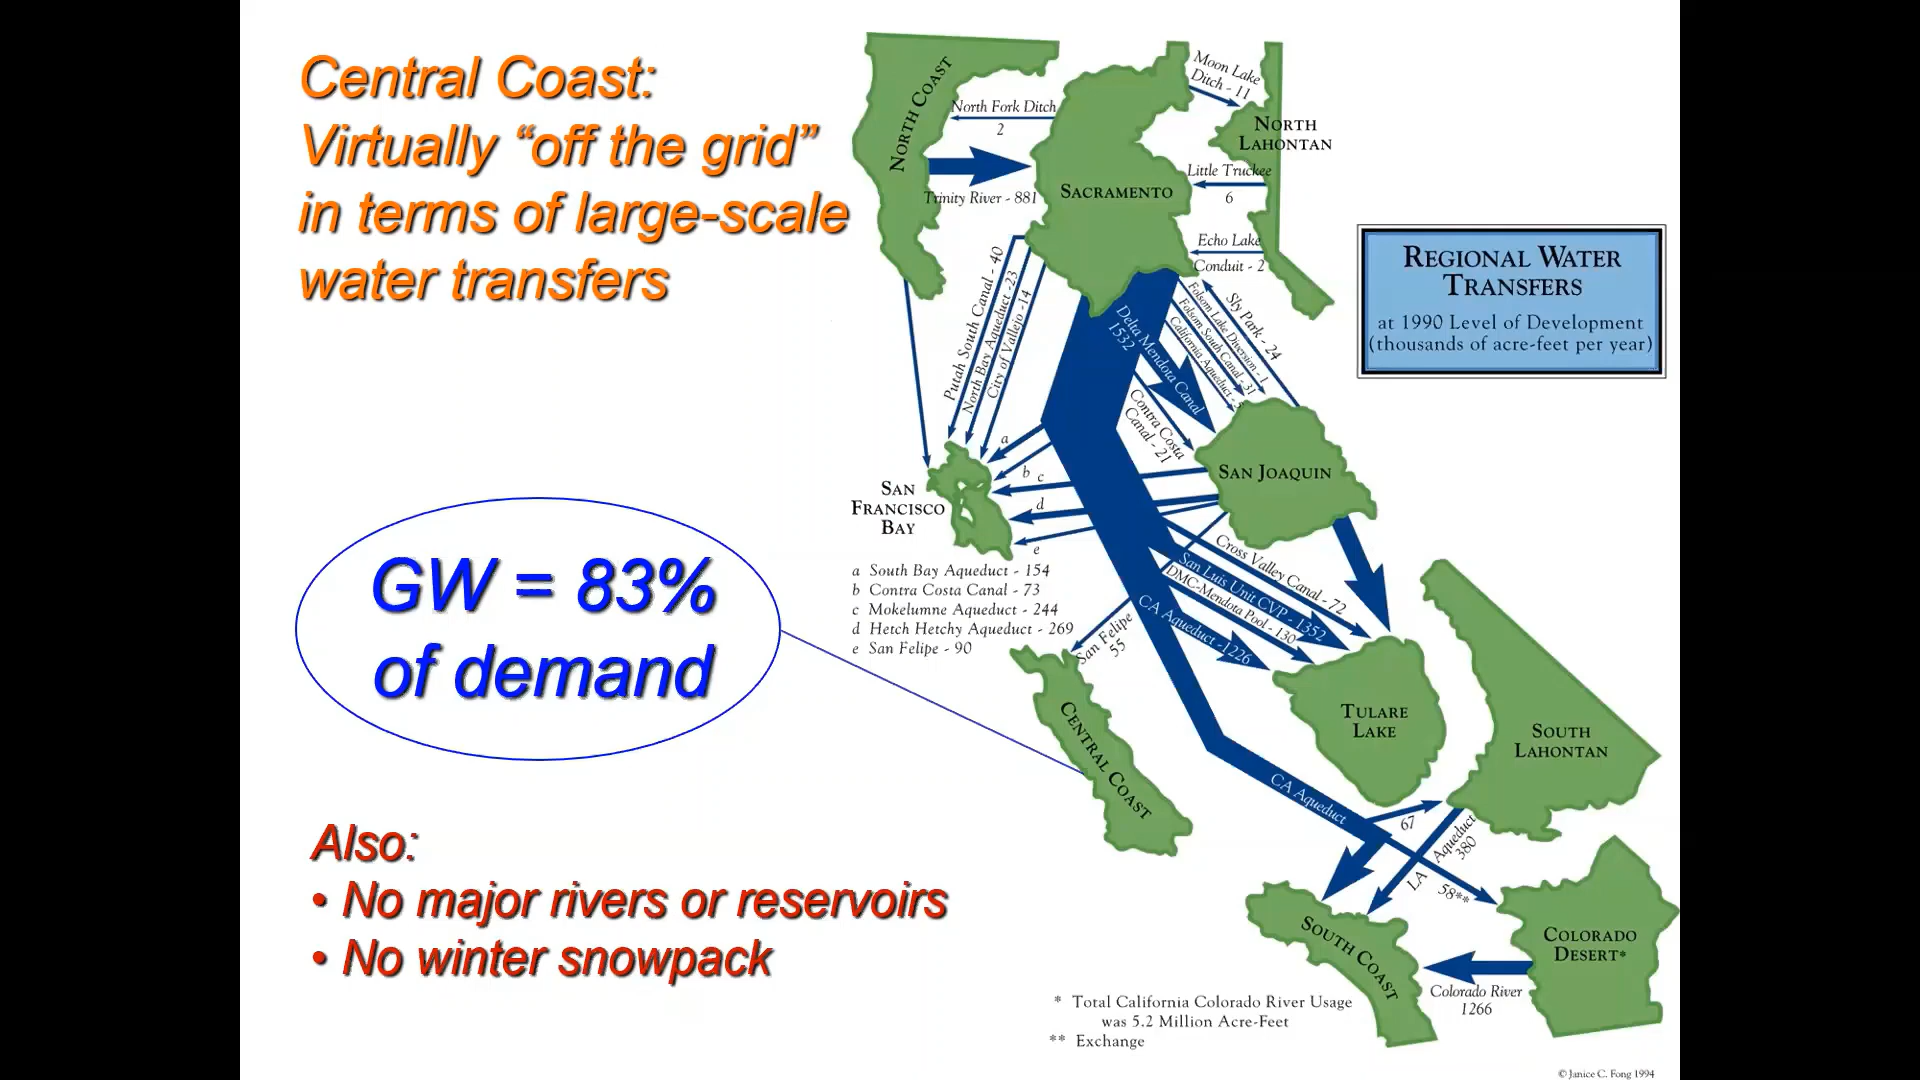 Central Coast:
Virtually “off the grid”
in terms of large-scale
water transfers
GW = 83%
of demand
Also:
• No major rivers or reservoirs
• No winter snowpack
REGIONAL WATER
TRANSFERS
at 1990 Level of Development
(thousands of acre-feet per year)
NORTH COAST
North Fork Ditch
2
Trinity River - 881
SACRAMENTO
Moon Lake
Ditch - 11
NORTH
LAHONTAN
Little Truckee
6
Echo Lake
Conduit - 2
Putah South Canal - 40
North Bay Aqueduct - 23
City of Vallejo - 14
Delta Mendota Canal
1532
Sly Park - 24
Folsom Lake Diversion - 1
Folsom South Canal - 31
California Aqueduct -
Contra Costa
Canal - 21
SAN JOAQUIN
SAN
FRANCISCO
BAY
a
b
c
d
e
a South Bay Aqueduct - 154
b Contra Costa Canal - 73
c Mokelumne Aqueduct - 244
d Hetch Hetchy Aqueduct - 269
e San Felipe - 90
San Felipe
55
Cross Valley Canal - 72
San Luis Unit CVP - 1352
DMC-Mendota Pool - 130
CA Aqueduct -1226
CENTRAL COAST
TULARE
LAKE
SOUTH
LAHONTAN
CA Aqueduct
67
LA Aqueduct
380
58**
SOUTH COAST
COLORADO
DESERT*
Colorado River
1266
* Total California Colorado River Usage
was 5.2 Million Acre-Feet
** Exchange
© Janice C. Fong 1994